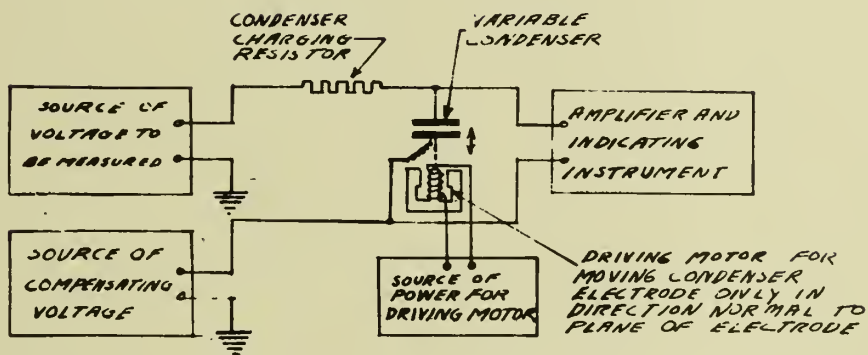 CONDENSER
CHARGING
RESISTOR
VARIABLE
CONDENSER
SOURCE OF
VOLTAGE TO
BE MEASURED
AMPLIFIER AND
INDICATING
INSTRUMENT
SOURCE OF
COMPENSATING
VOLTAGE
SOURCE OF
POWER FOR
DRIVING MOTOR
DRIVING MOTOR FOR
MOVING CONDENSER
ELECTRODE ONLY IN
DIRECTION NORMAL TO
PLANE OF ELECTRODE